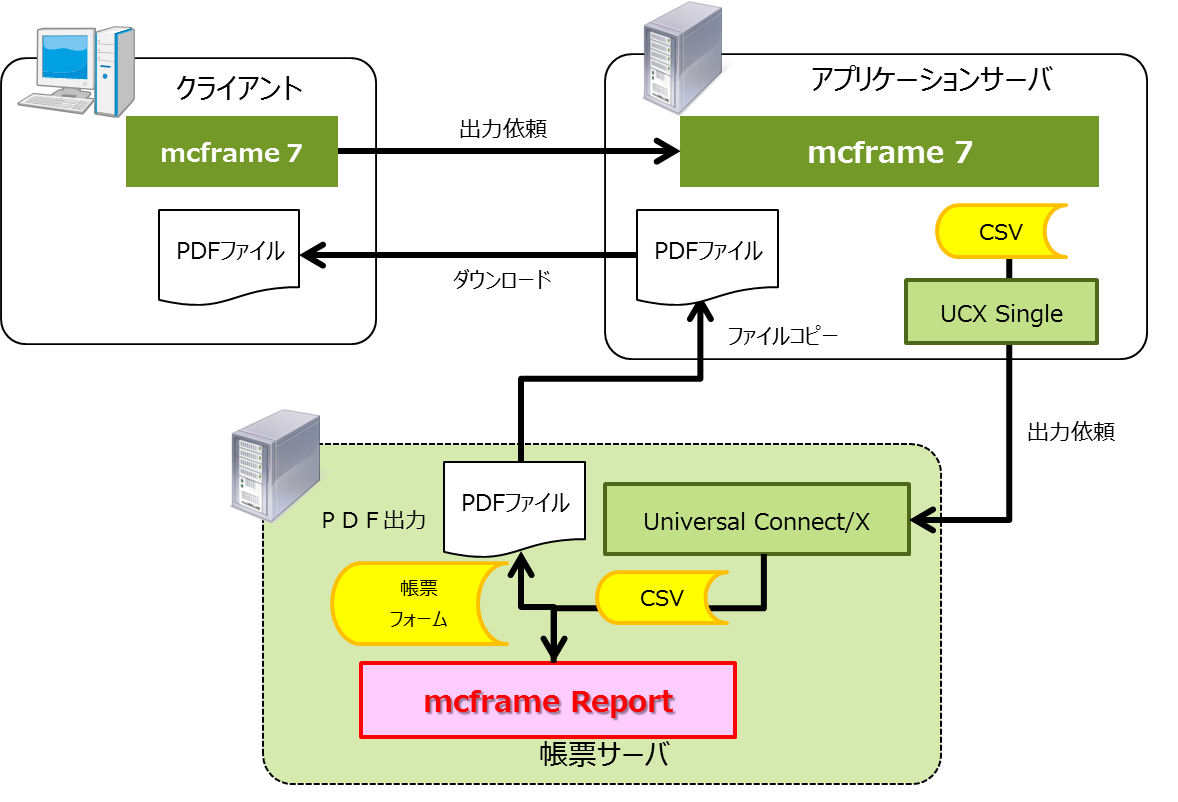 クライアント
mcframe 7
出力依頼
アプリケーションサーバ
mcframe 7
PDFファイル
ダウンロード
PDFファイル
CSV
UCX Single
ファイルコピー
出力依頼
PDFファイル
ＰＤＦ出力
Universal Connect/X
帳票
フォーム
CSV
mcframe Report
帳票サーバ